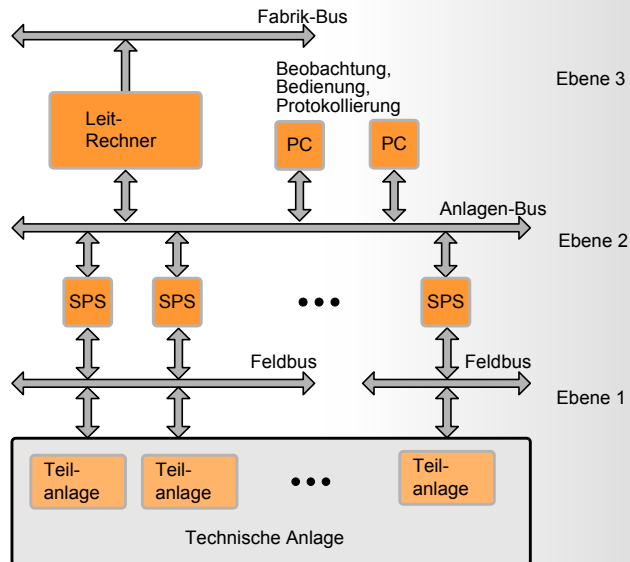 Fabrik-Bus
Beobachtung,
Bedienung,
Protokollierung
Ebene 3
Leit-
Rechner
PC
PC
Anlagen-Bus
Ebene 2
SPS
SPS
SPS
Feldbus
Feldbus
Ebene 1
Teil-
anlage
Teil-
anlage
Teil-
anlage
Technische Anlage